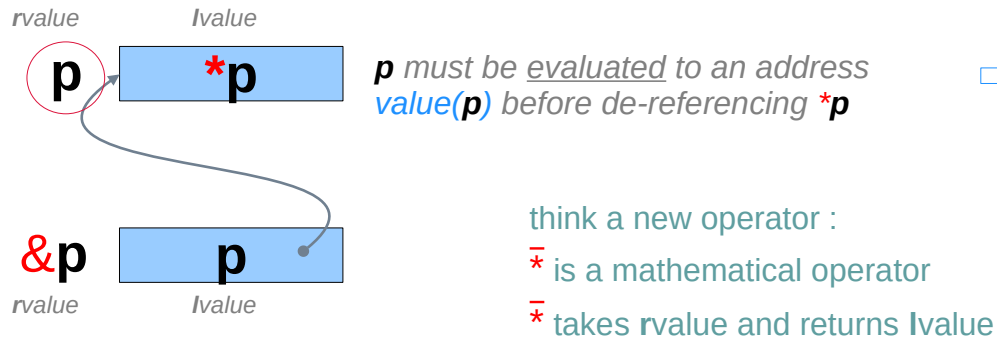 rvalue lvalue
p *p
p must be evaluated to an address
value(p) before de-referencing *p
&p p
rvalue lvalue
think a new operator :
*̅ is a mathematical operator
*̅ takes rvalue and returns lvalue